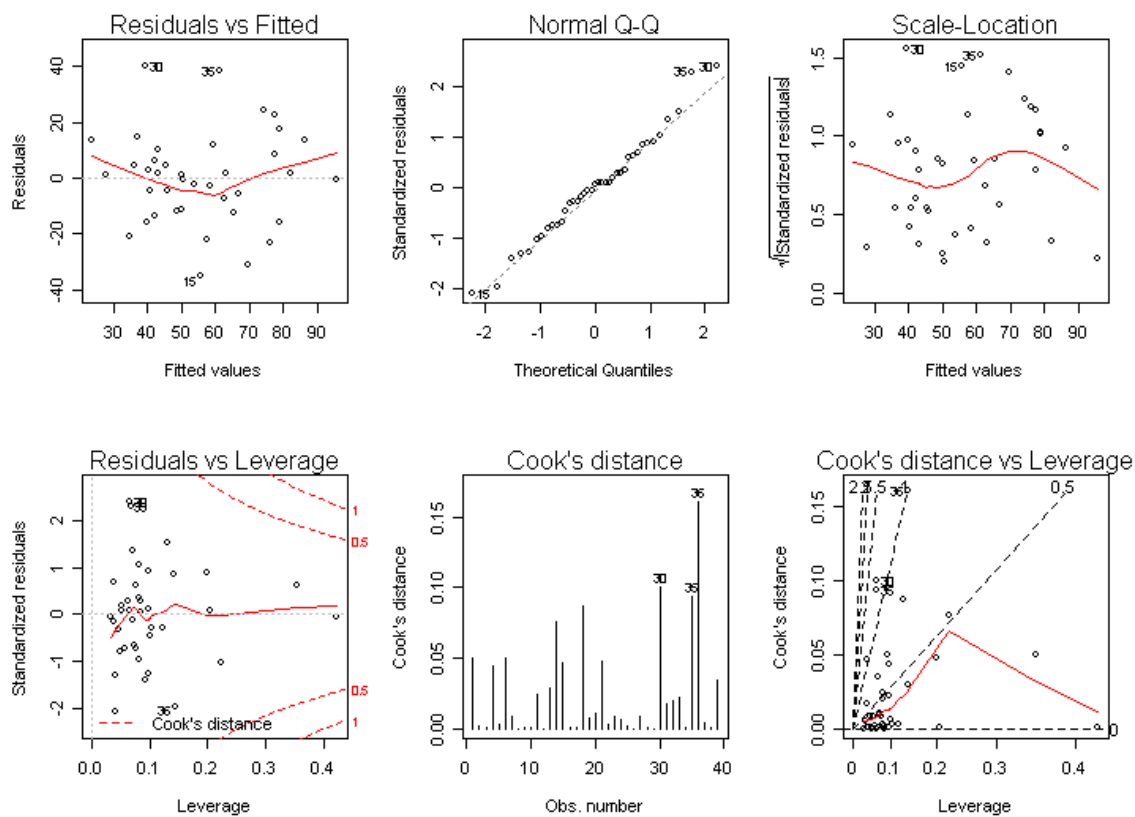 Residuals vs Fitted
Residuals
40
20
0
-20
-40
30
35
15
30 40 50 60 70 80 90
Fitted values
Normal Q-Q
Standardized residuals
2
1
0
-1
-2
35 30
15
-2 -1 0 1 2
Theoretical Quantiles
Scale-Location
√|Standardized residuals|
1.5
1.0
0.5
0.0
30
35
15
30 40 50 60 70 80 90
Fitted values
Residuals vs Leverage
Standardized residuals
2
1
0
-1
-2
1
0.5
0.5
1
36
Cook's distance
0.0 0.1 0.2 0.3 0.4
Leverage
Cook's distance
Cook's distance
0.15
0.10
0.05
0.00
36
30
35
0 10 20 30 40
Obs. number
Cook's distance vs Leverage
Cook's distance
0.15
0.10
0.05
0.00
0.5
36
30
0
0 0.1 0.2 0.3 0.4
Leverage